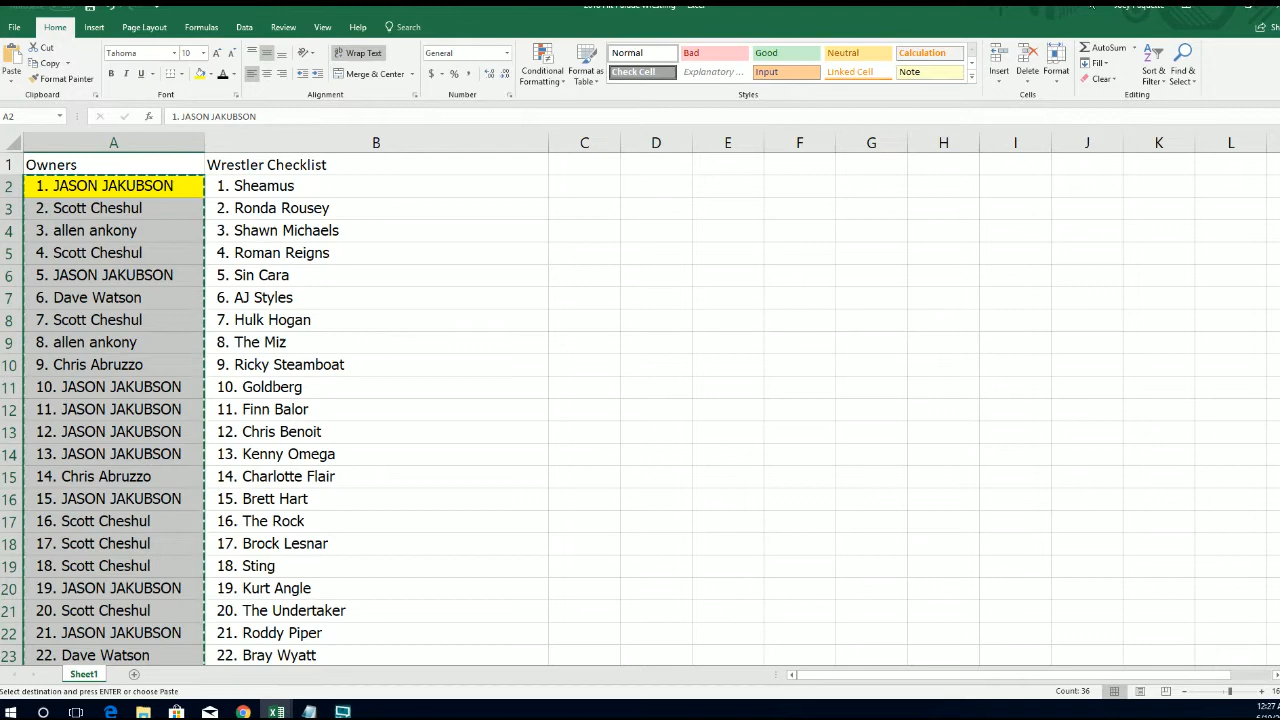 File Home Insert Page Layout Formulas Data Review View Help Search
Cut
Copy
Format Painter
Paste
Clipboard
Tahoma 10
Font
Wrap Text
Merge & Center
Alignment
General
Number
Conditional Formatting
Format as Table
Normal Bad Good Neutral Calculation
Check Cell Explanatory ... Input Linked Cell Note
Styles
Insert Delete Format
Cells
AutoSum
Fill
Clear
Sort & Filter
Find & Select
Editing
A2 1. JASON JAKUBSON
A B C D E F G H I J K L
1 Owners Wrestler Checklist
2 1. JASON JAKUBSON 1. Sheamus
3 2. Scott Cheshul 2. Ronda Rousey
4 3. allen ankony 3. Shawn Michaels
5 4. Scott Cheshul 4. Roman Reigns
6 5. JASON JAKUBSON 5. Sin Cara
7 6. Dave Watson 6. AJ Styles
8 7. Scott Cheshul 7. Hulk Hogan
9 8. allen ankony 8. The Miz
10 9. Chris Abruzzo 9. Ricky Steamboat
11 10. JASON JAKUBSON 10. Goldberg
12 11. JASON JAKUBSON 11. Finn Balor
13 12. JASON JAKUBSON 12. Chris Benoit
14 13. JASON JAKUBSON 13. Kenny Omega
15 14. Chris Abruzzo 14. Charlotte Flair
16 15. JASON JAKUBSON 15. Brett Hart
17 16. Scott Cheshul 16. The Rock
18 17. Scott Cheshul 17. Brock Lesnar
19 18. Scott Cheshul 18. Sting
20 19. JASON JAKUBSON 19. Kurt Angle
21 20. Scott Cheshul 20. The Undertaker
22 21. JASON JAKUBSON 21. Roddy Piper
23 22. Dave Watson 22. Bray Wyatt
Sheet1
Select destination and press ENTER or choose Paste Count: 36
12:27